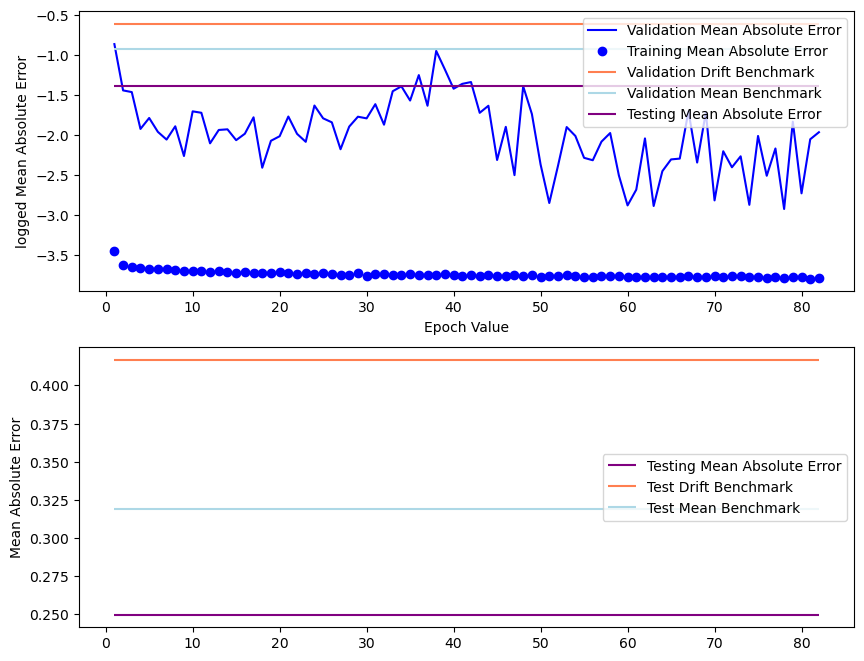 −0.5
−1.0
−1.5
−2.0
−2.5
−3.0
−3.5
logged Mean Absolute Error
Validation Mean Absolute Error
Training Mean Absolute Error
Validation Drift Benchmark
Validation Mean Benchmark
Testing Mean Absolute Error
0 10 20 30 40 50 60 70 80
Epoch Value
0.400
0.375
0.350
0.325
0.300
0.275
0.250
Mean Absolute Error
Testing Mean Absolute Error
Test Drift Benchmark
Test Mean Benchmark
0 10 20 30 40 50 60 70 80